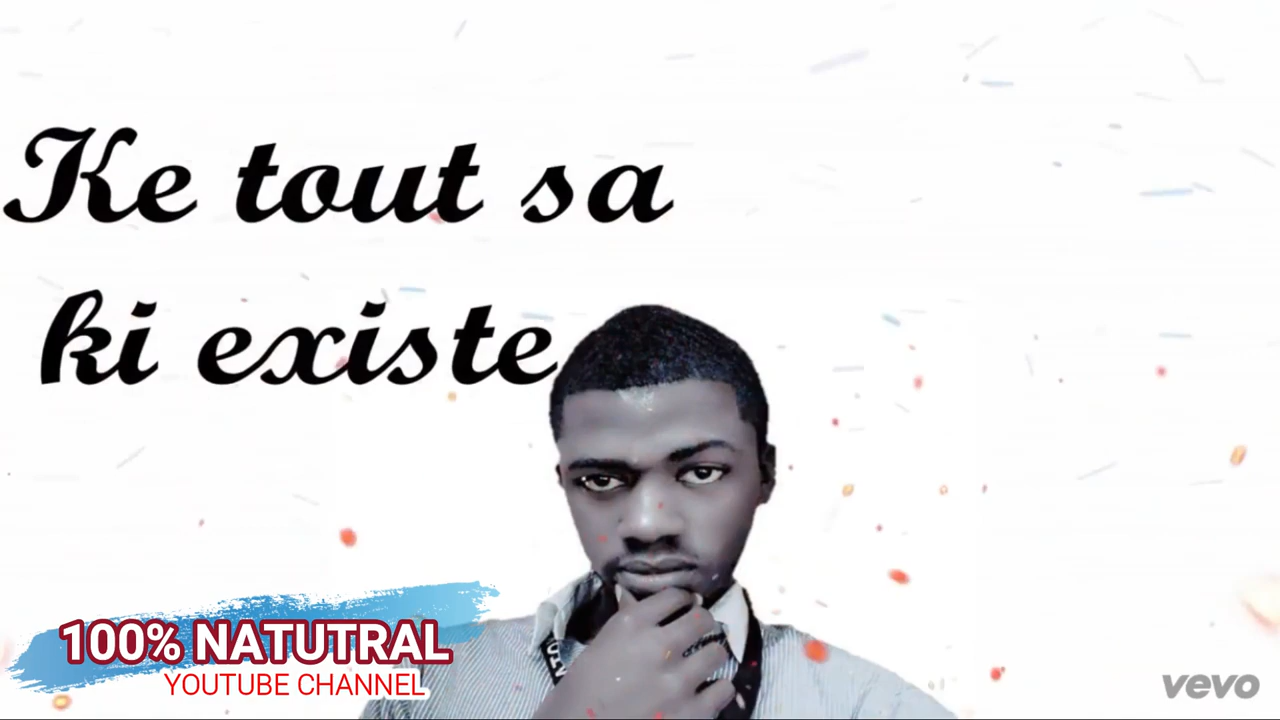 Ke tout sa
ki existe
100% NATUTRAL
YOUTUBE CHANNEL
vevo